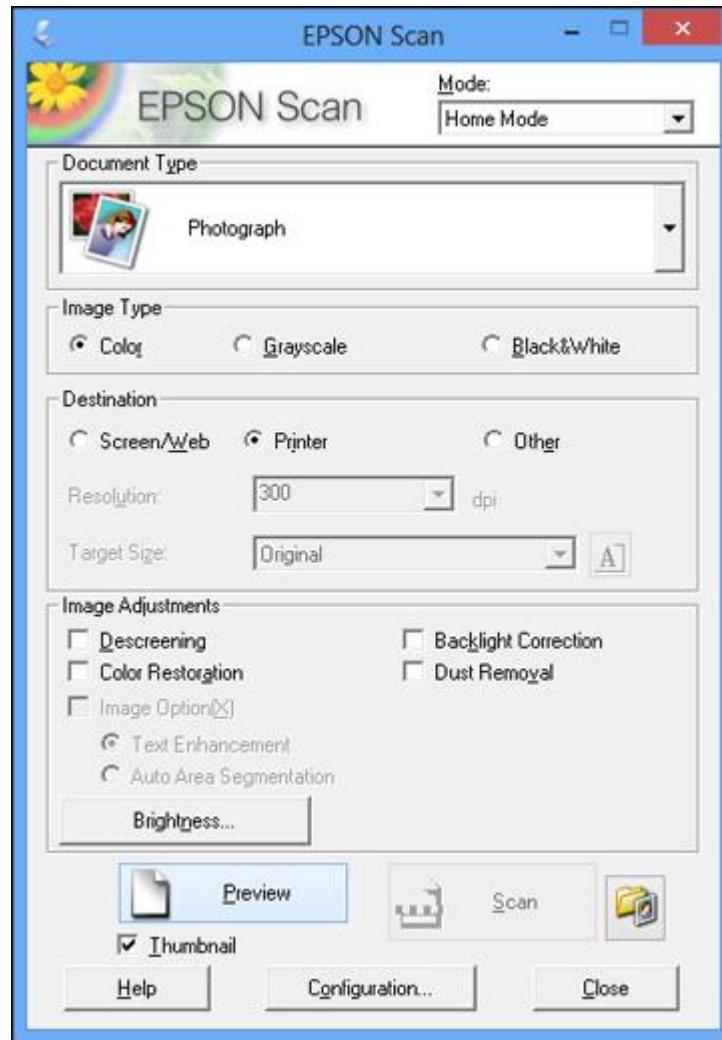 EPSON Scan
EPSON Scan
Mode:
Home Mode
Document Type
Photograph
Image Type
Color Grayscale Black&White
Destination
Screen/Web Printer Other
Resolution: 300 dpi
Target Size: Original A
Image Adjustments
Descreening Backlight Correction
Color Restoration Dust Removal
Image Option(X)
Text Enhancement
Auto Area Segmentation
Brightness...
Preview Scan
Thumbnail
Help Configuration... Close